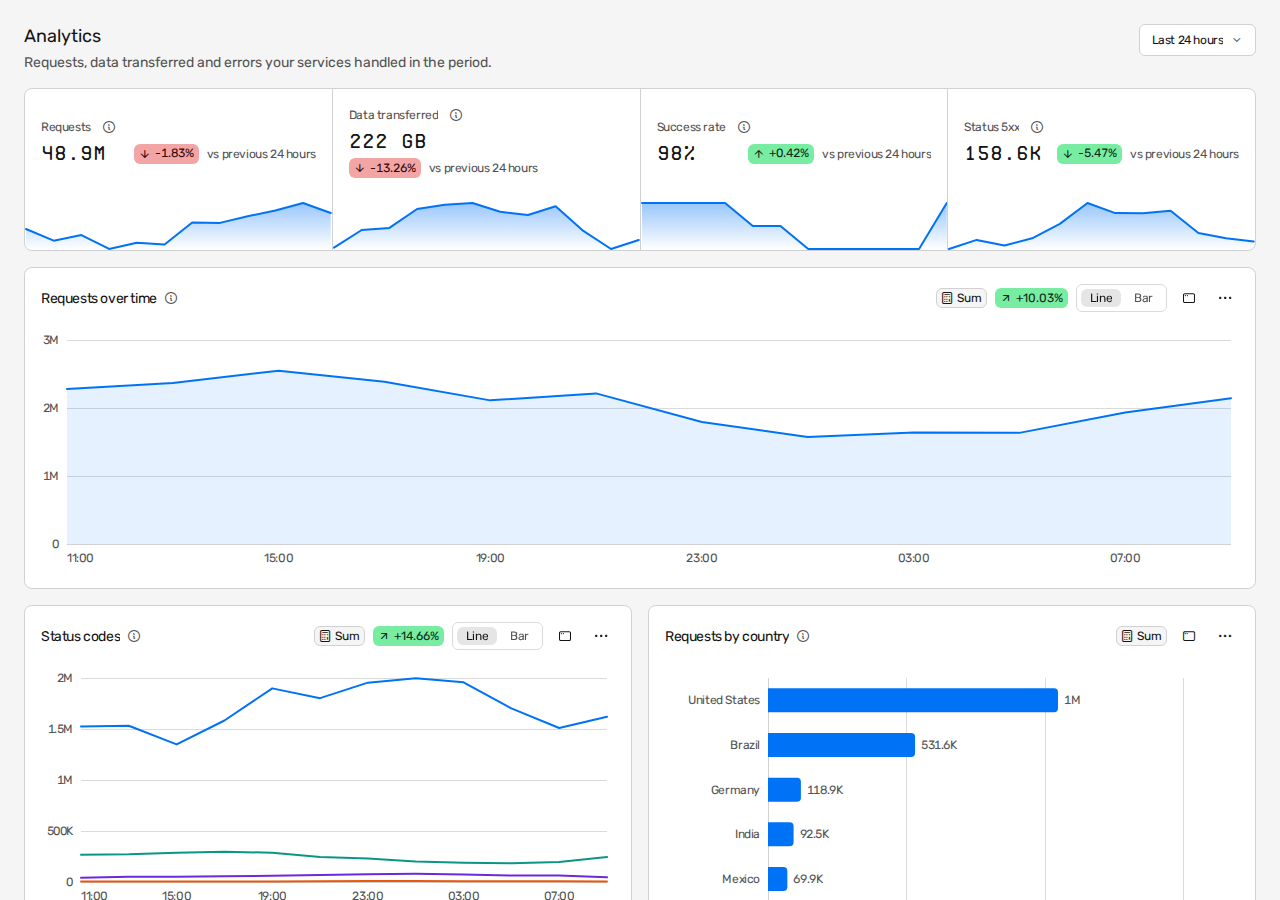 Analytics
Last 24 hours
Requests, data transferred and errors your services handled in the period.
Requests
48.9M
-1.83%
vs previous 24 hours
Data transferred
222 GB
-13.26%
vs previous 24 hours
Success rate
98%
+0.42%
vs previous 24 hours
Status 5xx
158.6K
-5.47%
vs previous 24 hours
Requests over time
Sum
+10.03%
Line
Bar
3M
2M
1M
0
11:00
15:00
19:00
23:00
03:00
07:00
Status codes
Sum
+14.66%
Line
Bar
2M
1.5M
1M
500K
0
11:00
15:00
19:00
23:00
03:00
07:00
Requests by country
Sum
United States
1M
Brazil
531.6K
Germany
118.9K
India
92.5K
Mexico
69.9K